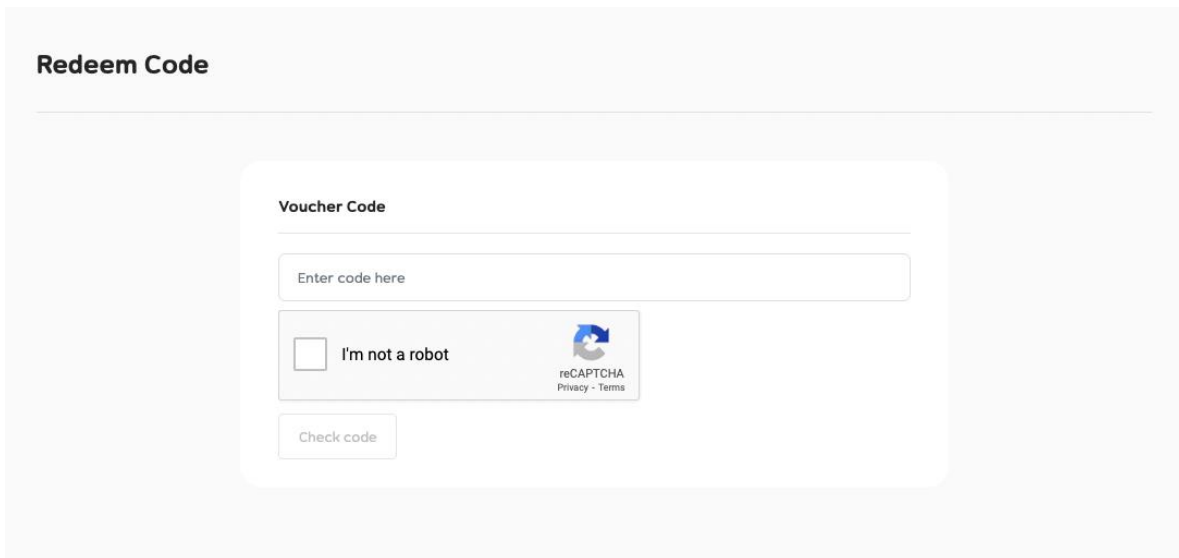 Redeem Code
Voucher Code
Enter code here
I'm not a robot
reCAPTCHA
Privacy - Terms
Check code